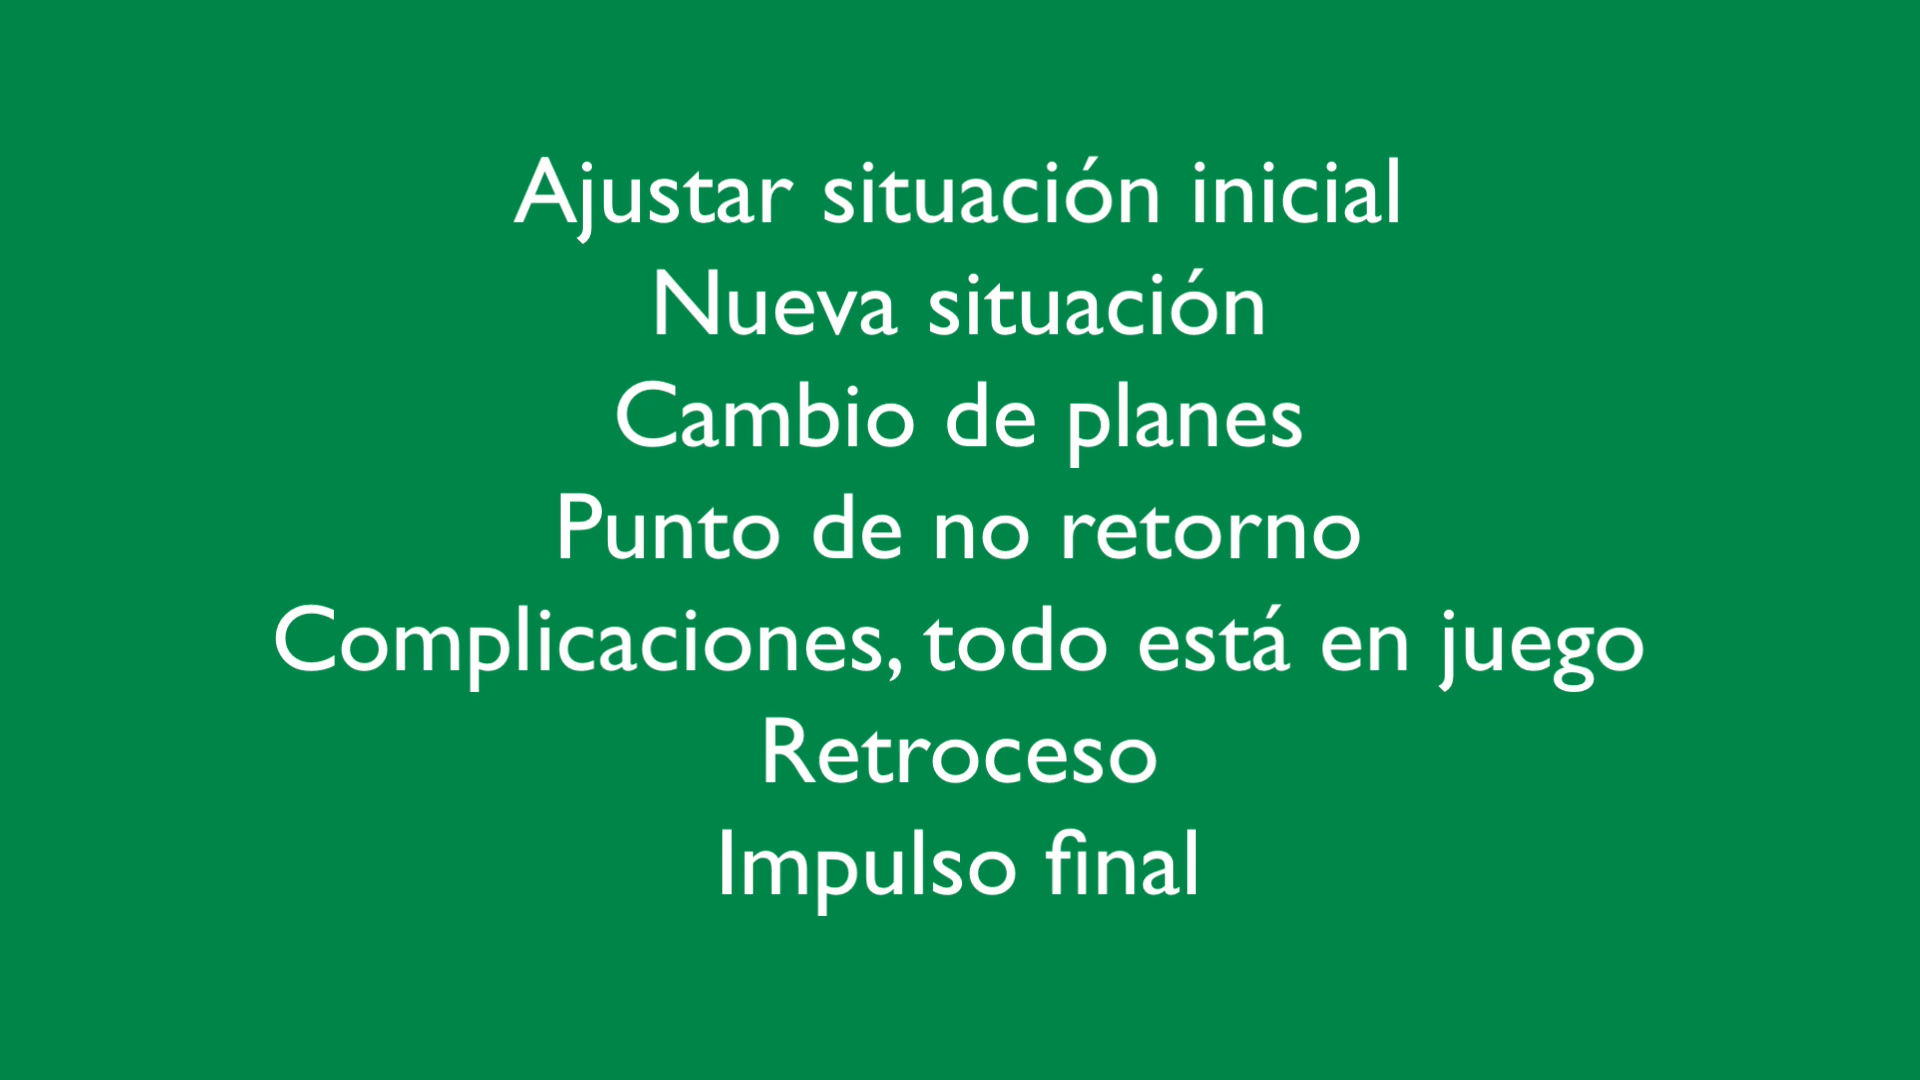 Ajustar situación inicial
Nueva situación
Cambio de planes
Punto de no retorno
Complicaciones, todo está en juego
Retroceso
Impulso final